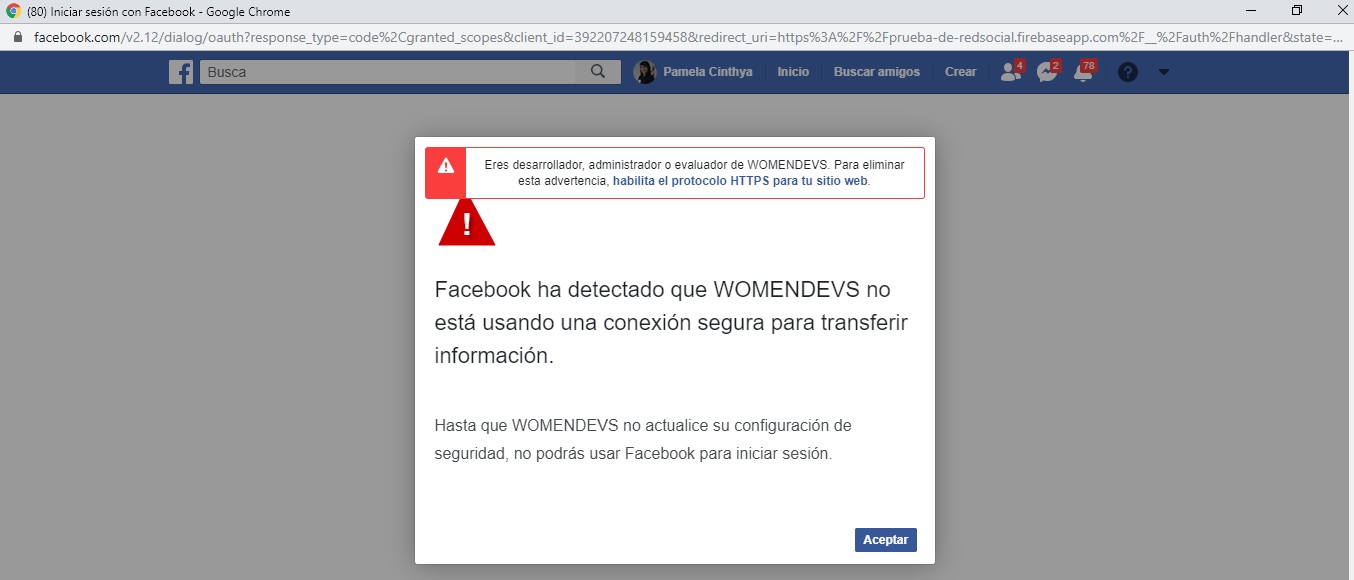 (80) Iniciar sesión con Facebook - Google Chrome
facebook.com/v2.12/dialog/oauth?response_type=code%2Cgranted_scopes&client_id=392207248159458&redirect_uri=https%3A%2F%2Fprueba-de-redsocial.firebaseapp.com%2F__%2Fauth%2Fhandler&state=...
f Busca Pamela Cinthya Inicio Buscar amigos Crear 4 2 78 ?
! Eres desarrollador, administrador o evaluador de WOMENDEVS. Para eliminar
esta advertencia, habilita el protocolo HTTPS para tu sitio web.
!
Facebook ha detectado que WOMENDEVS no
está usando una conexión segura para transferir
información.
Hasta que WOMENDEVS no actualice su configuración de
seguridad, no podrás usar Facebook para iniciar sesión.
Aceptar